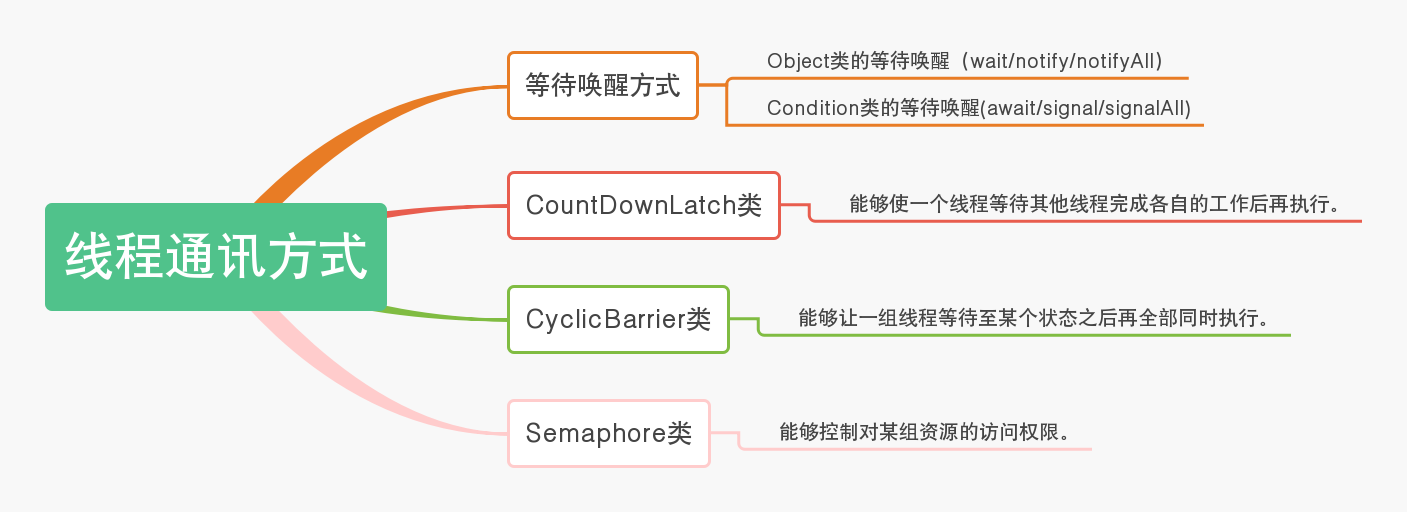 线程通讯方式
等待唤醒方式
Object类的等待唤醒（wait/notify/notifyAll）
Condition类的等待唤醒(await/signal/signalAll)
CountDownLatch类
能够使一个线程等待其他线程完成各自的工作后再执行。
CyclicBarrier类
能够让一组线程等待至某个状态之后再全部同时执行。
Semaphore类
能够控制对某组资源的访问权限。